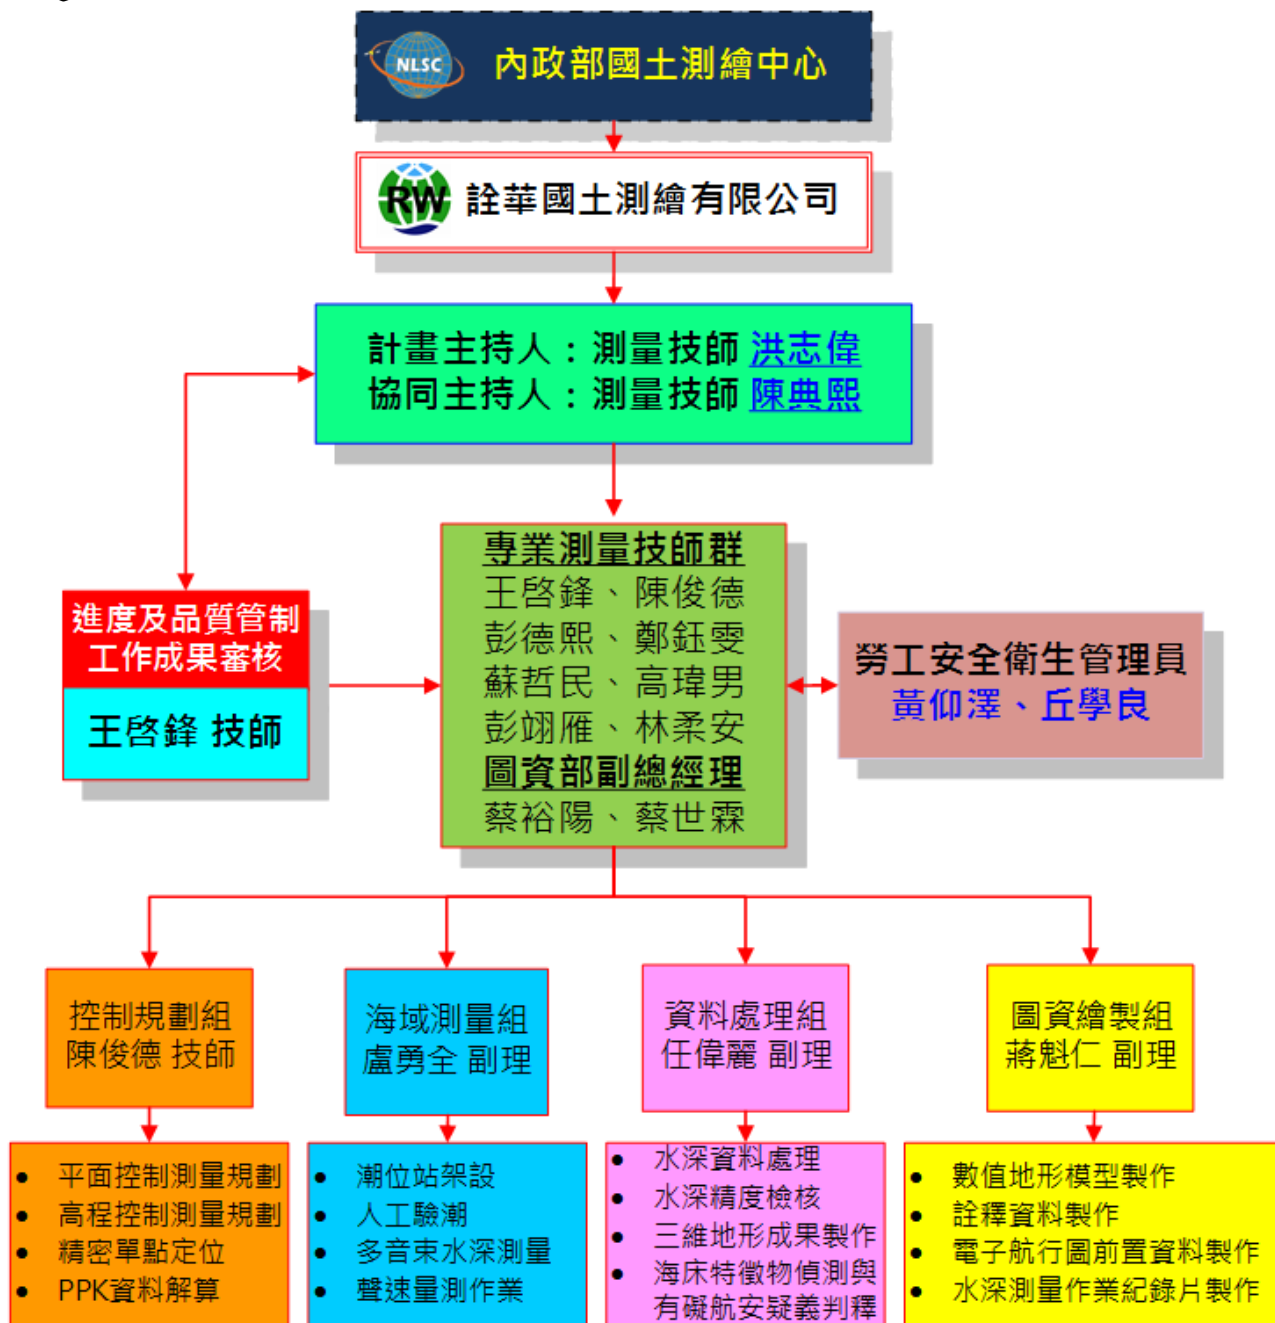 NLSC 內政部國土測繪中心
RW 詮華國土測繪有限公司
計畫主持人：測量技師 洪志偉
協同主持人：測量技師 陳典熙
專業測量技師群
王啓鋒、陳俊德
彭德熙、鄭鈺雯
蘇哲民、高瑋男
彭翊雁、林柔安
圖資部副總經理
蔡裕陽、蔡世霖
進度及品質管制
工作成果審核
王啓鋒 技師
勞工安全衛生管理員
黃仰澤、丘學良
控制規劃組
陳俊德 技師
• 平面控制測量規劃
• 高程控制測量規劃
• 精密單點定位
• PPK資料解算
海域測量組
盧勇全 副理
• 潮位站架設
• 人工驗潮
• 多音束水深測量
• 聲速量測作業
資料處理組
任偉麗 副理
• 水深資料處理
• 水深精度檢核
• 三維地形成果製作
• 海床特徵物偵測與
有礙航安疑義判釋
圖資繪製組
蔣魁仁 副理
• 數值地形模型製作
• 詮釋資料製作
• 電子航行圖前置資料製作
• 水深測量作業紀錄片製作